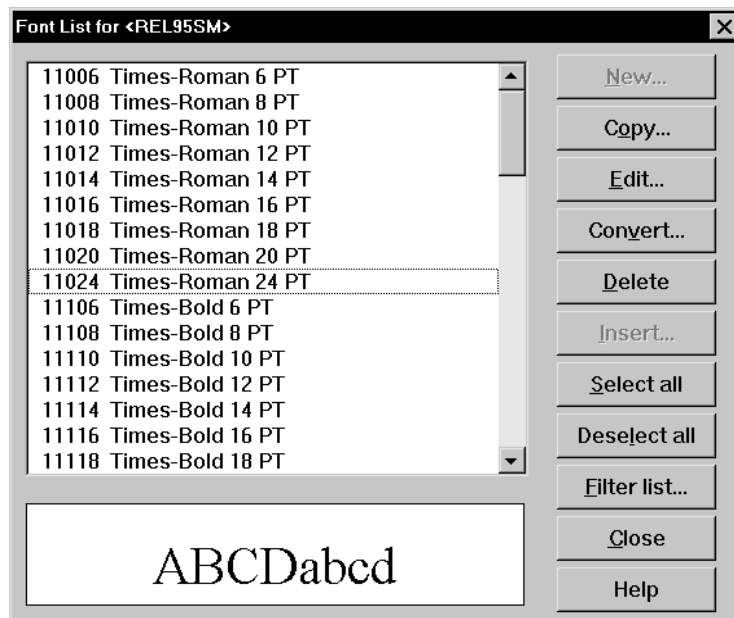 Font List for <REL95SM>
11006 Times-Roman 6 PT
11008 Times-Roman 8 PT
11010 Times-Roman 10 PT
11012 Times-Roman 12 PT
11014 Times-Roman 14 PT
11016 Times-Roman 16 PT
11018 Times-Roman 18 PT
11020 Times-Roman 20 PT
11024 Times-Roman 24 PT
11106 Times-Bold 6 PT
11108 Times-Bold 8 PT
11110 Times-Bold 10 PT
11112 Times-Bold 12 PT
11114 Times-Bold 14 PT
11116 Times-Bold 16 PT
11118 Times-Bold 18 PT
ABCDabcd
New...
Copy...
Edit...
Convert...
Delete
Insert...
Select all
Deselect all
Filter list...
Close
Help